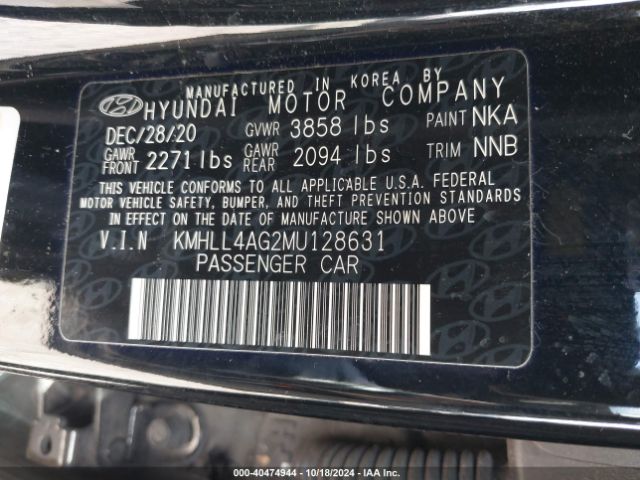 MANUFACTURED IN KOREA BY
HYUNDAI MOTOR COMPANY
DEC/28/20 GVWR 3858 lbs PAINT NKA
GAWR FRONT 2271 lbs GAWR REAR 2094 lbs TRIM NNB
THIS VEHICLE CONFORMS TO ALL APPLICABLE U.S.A. FEDERAL
MOTOR VEHICLE SAFETY, BUMPER, AND THEFT PREVENTION STANDARDS
IN EFFECT ON THE DATE OF MANUFACTURE SHOWN ABOVE
V.I.N KMHLL4AG2MU128631
PASSENGER CAR
000-40474944 - 10/18/2024 - IAA Inc.